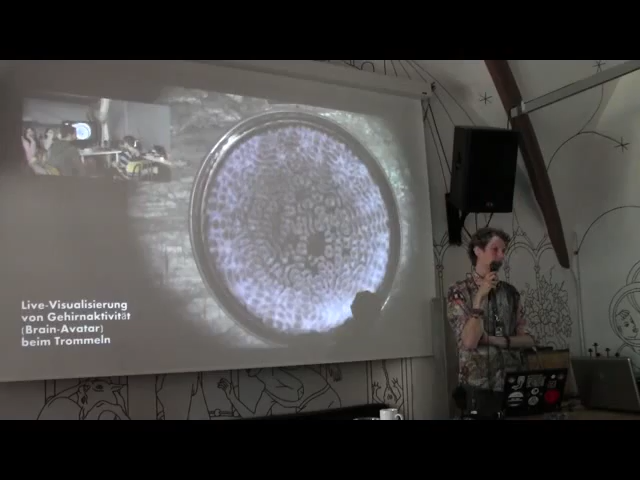 Live-Visualisierung
von Gehirnaktivität
(Brain-Avatar)
beim Trommeln